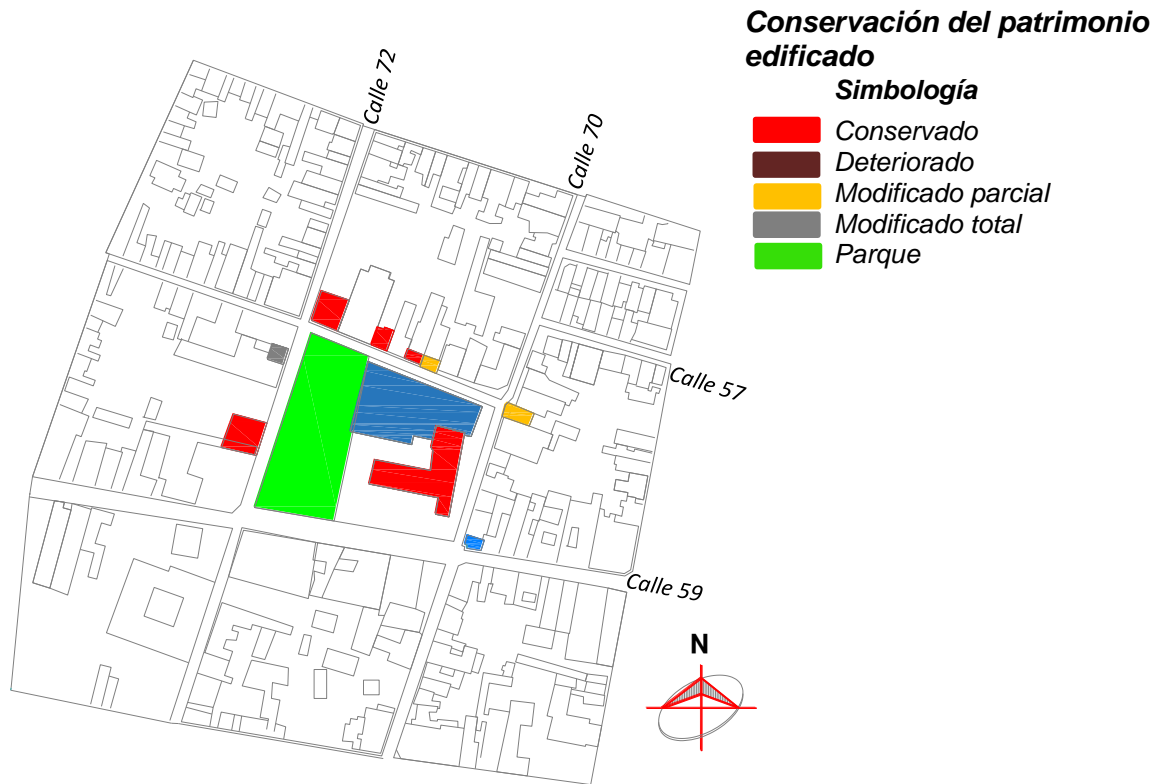 Conservación del patrimonio
edificado
Simbología
Conservado
Deteriorado
Modificado parcial
Modificado total
Parque
Calle 72
Calle 70
Calle 57
Calle 59
N